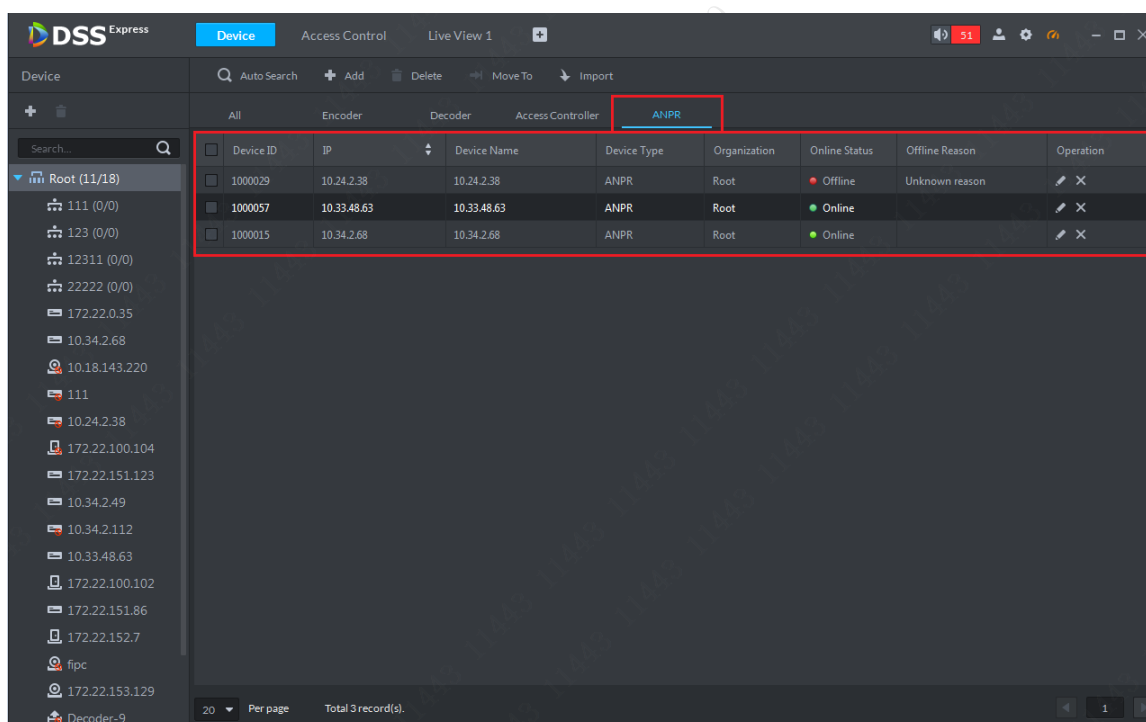 DSS Express Device Access Control Live View 1 51
Device Auto Search Add Delete Move To Import
All Encoder Decoder Access Controller ANPR
Search...
Device ID IP Device Name Device Type Organization Online Status Offline Reason Operation
Root (11/18)
1000029 10.24.2.38 10.24.2.38 ANPR Root Offline Unknown reason
111 (0/0)
1000057 10.33.48.63 10.33.48.63 ANPR Root Online
123 (0/0)
1000015 10.34.2.68 10.34.2.68 ANPR Root Online
12311 (0/0)
22222 (0/0)
172.22.0.35
10.34.2.68
10.18.143.220
111
10.24.2.38
172.22.100.104
172.22.151.123
10.34.2.49
10.34.2.112
10.33.48.63
172.22.100.102
172.22.151.86
172.22.152.7
fipc
172.22.153.129
Decoder-9
20 Per page Total 3 record(s). 1